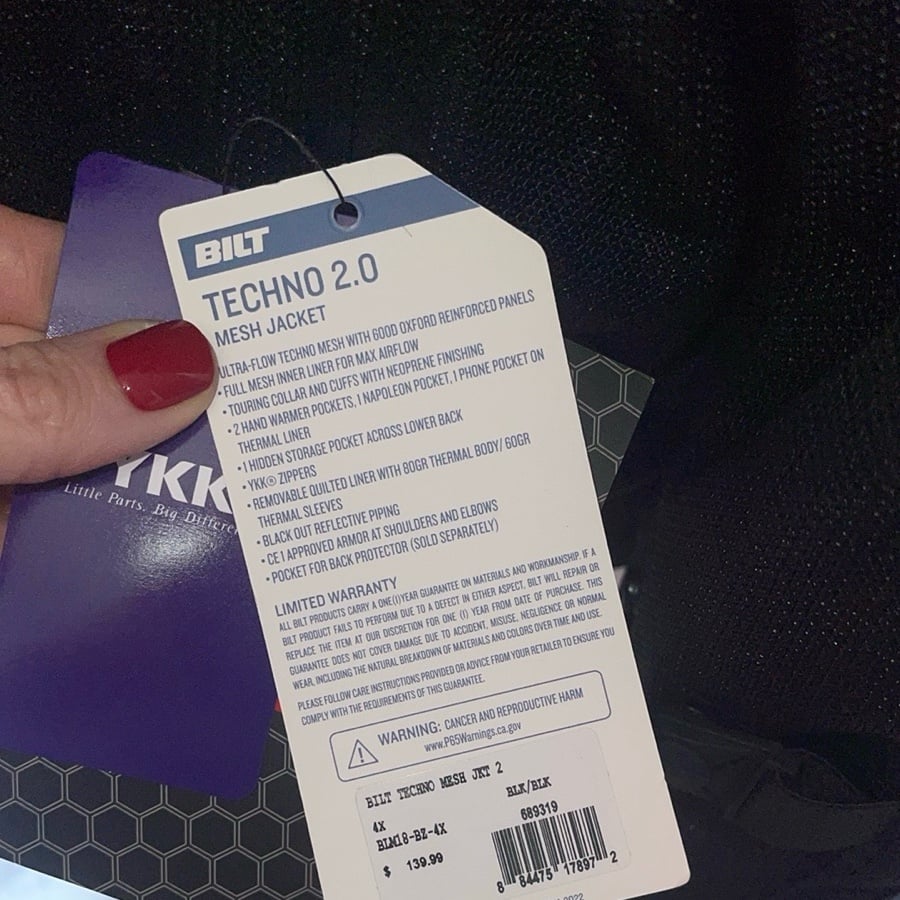 BILT
TECHNO 2.0
MESH JACKET
ULTRA-FLOW TECHNO MESH WITH 600D OXFORD REINFORCED PANELS
• FULL MESH INNER LINER FOR MAX AIRFLOW
• TOURING COLLAR AND CUFFS WITH NEOPRENE FINISHING
• 2 HAND WARMER POCKETS, 1 NAPOLEON POCKET, 1 PHONE POCKET ON
THERMAL LINER
• 1 HIDDEN STORAGE POCKET ACROSS LOWER BACK
• YKK® ZIPPERS
• REMOVABLE QUILTED LINER WITH 80GR THERMAL BODY/ 60GR
THERMAL SLEEVES
• BLACK OUT REFLECTIVE PIPING
• CE 1 APPROVED ARMOR AT SHOULDERS AND ELBOWS
• POCKET FOR BACK PROTECTOR (SOLD SEPARATELY)
LIMITED WARRANTY
ALL BILT PRODUCTS CARRY A ONE(1)YEAR GUARANTEE ON MATERIALS AND WORKMANSHIP. IF A
BILT PRODUCT FAILS TO PERFORM DUE TO A DEFECT IN EITHER ASPECT, BILT WILL REPAIR OR
REPLACE THE ITEM AT OUR DISCRETION FOR ONE (1) YEAR FROM DATE OF PURCHASE. THIS
GUARANTEE DOES NOT COVER DAMAGE DUE TO ACCIDENT, MISUSE, NEGLIGENCE OR NORMAL
WEAR, INCLUDING THE NATURAL BREAKDOWN OF MATERIALS AND COLORS OVER TIME AND USE.
PLEASE FOLLOW CARE INSTRUCTIONS PROVIDED OR ADVICE FROM YOUR RETAILER TO ENSURE YOU
COMPLY WITH THE REQUIREMENTS OF THIS GUARANTEE.
WARNING: CANCER AND REPRODUCTIVE HARM
www.P65Warnings.ca.gov
BILT TECHNO MESH JKT 2
4X BLK/BLK
BLM18-BZ-4X 689319
$ 139.99
8 84475 17897 2
2022
YKK
Little Parts. Big